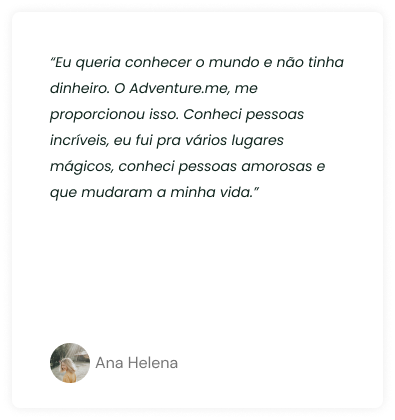 “Eu queria conhecer o mundo e não tinha
dinheiro. O Adventure.me, me
proporcionou isso. Conheci pessoas
incríveis, eu fui pra vários lugares
mágicos, conheci pessoas amorosas e
que mudaram a minha vida.”
Ana Helena